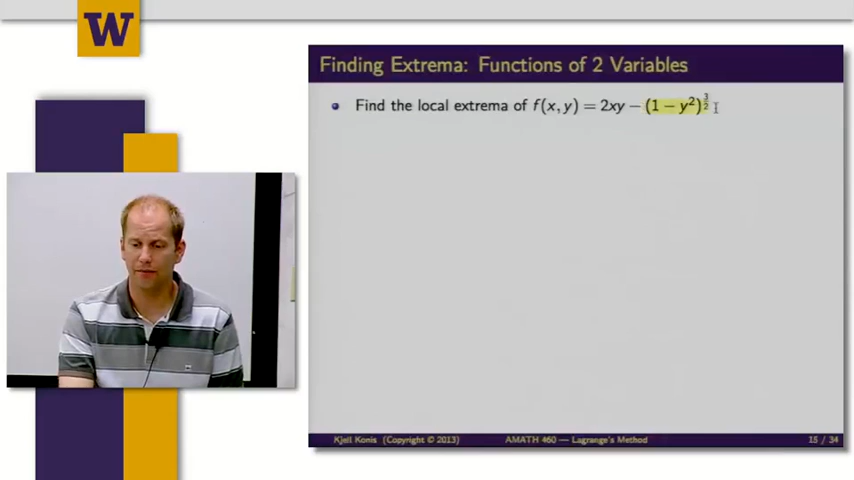 W
Finding Extrema: Functions of 2 Variables
Find the local extrema of f(x, y) = 2xy − (1 − y²)^{3/2}
Kjell Konis (Copyright © 2013) AMATH 460 — Lagrange's Method 15 / 34